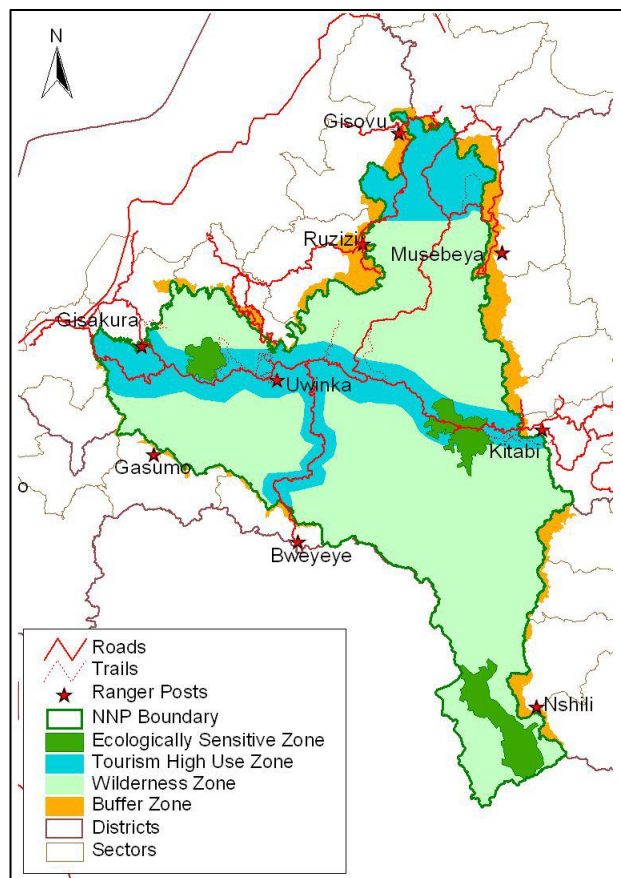 N
Gisovu
Ruzizi
Musebeya
Gisakura
Uwinka
Kitabi
Gasumo
o
Bweyeye
Nshili
Roads
Trails
Ranger Posts
NNP Boundary
Ecologically Sensitive Zone
Tourism High Use Zone
Wilderness Zone
Buffer Zone
Districts
Sectors